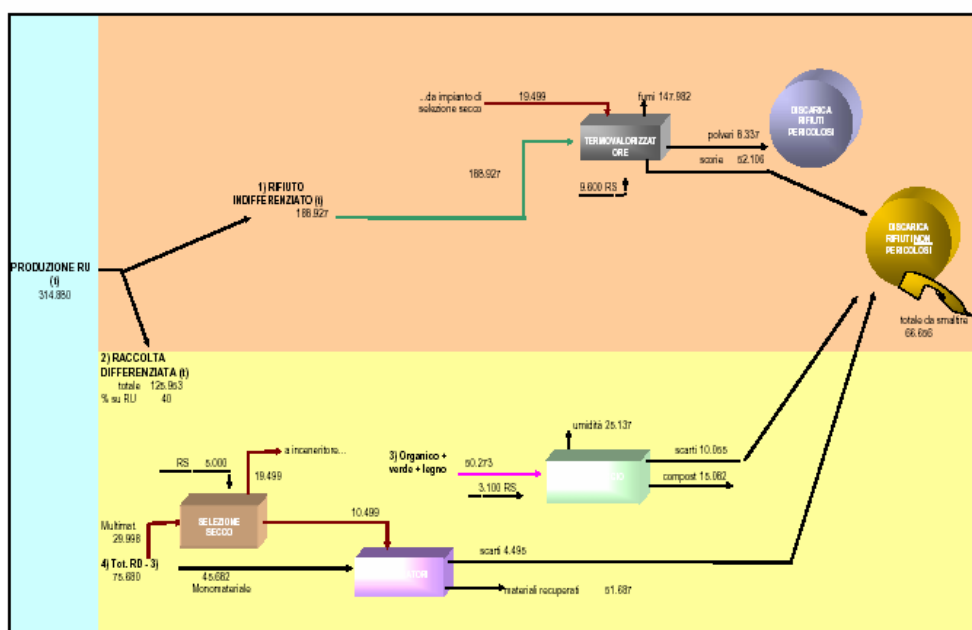 ...da impianto di
selezione secco
19.499
fumi 147.982
DISCARICA
RIFIUTI
PERICOLOSI
TERMOVALORIZZAT
ORE
polveri 8.337
scorie 52.106
188.927
9.600 RS
1) RIFIUTO
INDIFFERENZIATO (t)
188.927
DISCARICA
RIFIUTI NON
PERICOLOSI
PRODUZIONE RU
(t)
314.880
totale da smaltire
66.656
2) RACCOLTA
DIFFERENZIATA (t)
totale 125.953
% su RU 40
a inceneritore...
RS 5.000
19.499
umidità 25.137
3) Organico +
verde + legno
50.273
scarti 10.055
compost 15.082
3.100 RS
Multimat.
29.998
SELEZIONE
SECCO
10.499
4) Tot. RD - 3)
75.680
45.682
Monomateriale
scarti 4.495
materiali recuperati 51.687